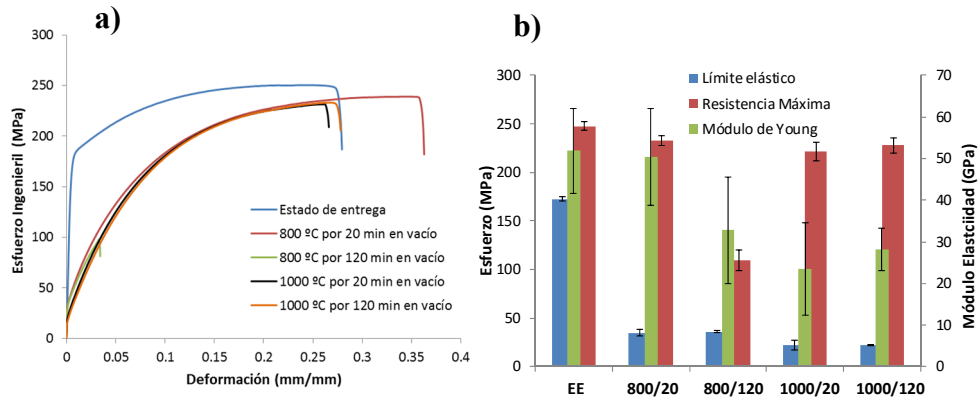 a)
Esfuerzo Ingenieril (MPa)
300
250
200
150
100
50
0
0
0.05
0.1
0.15
0.2
0.25
0.3
0.35
0.4
Deformación (mm/mm)
Estado de entrega
800 ºC por 20 min en vacío
800 ºC por 120 min en vacío
1000 ºC por 20 min en vacío
1000 ºC por 120 min en vacío
b)
Esfuerzo (MPa)
300
250
200
150
100
50
0
Límite elástico
Resistencia Máxima
Módulo de Young
EE
800/20
800/120
1000/20
1000/120
70
60
50
40
30
20
10
0
Módulo Elastcilidad (GPa)